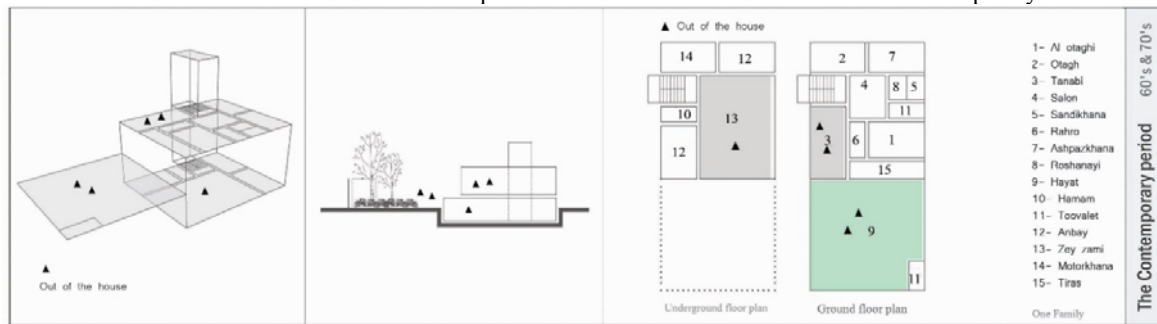 Out of the house
▲ Out of the house
14
12
10
13
12
Underground floor plan
2
7
4
8
5
11
3
6
1
15
9
11
Ground floor plan
1- Al otaghi
2- Otagh
3- Tanabi
4- Salon
5- Sandikhana
6- Rahro
7- Ashpazkhana
8- Roshanayi
9- Hayat
10- Hamam
11- Toovalet
12- Anbay
13- Zey zami
14- Motorkhana
15- Tiras
One Family
The Contemporary period 60's & 70's